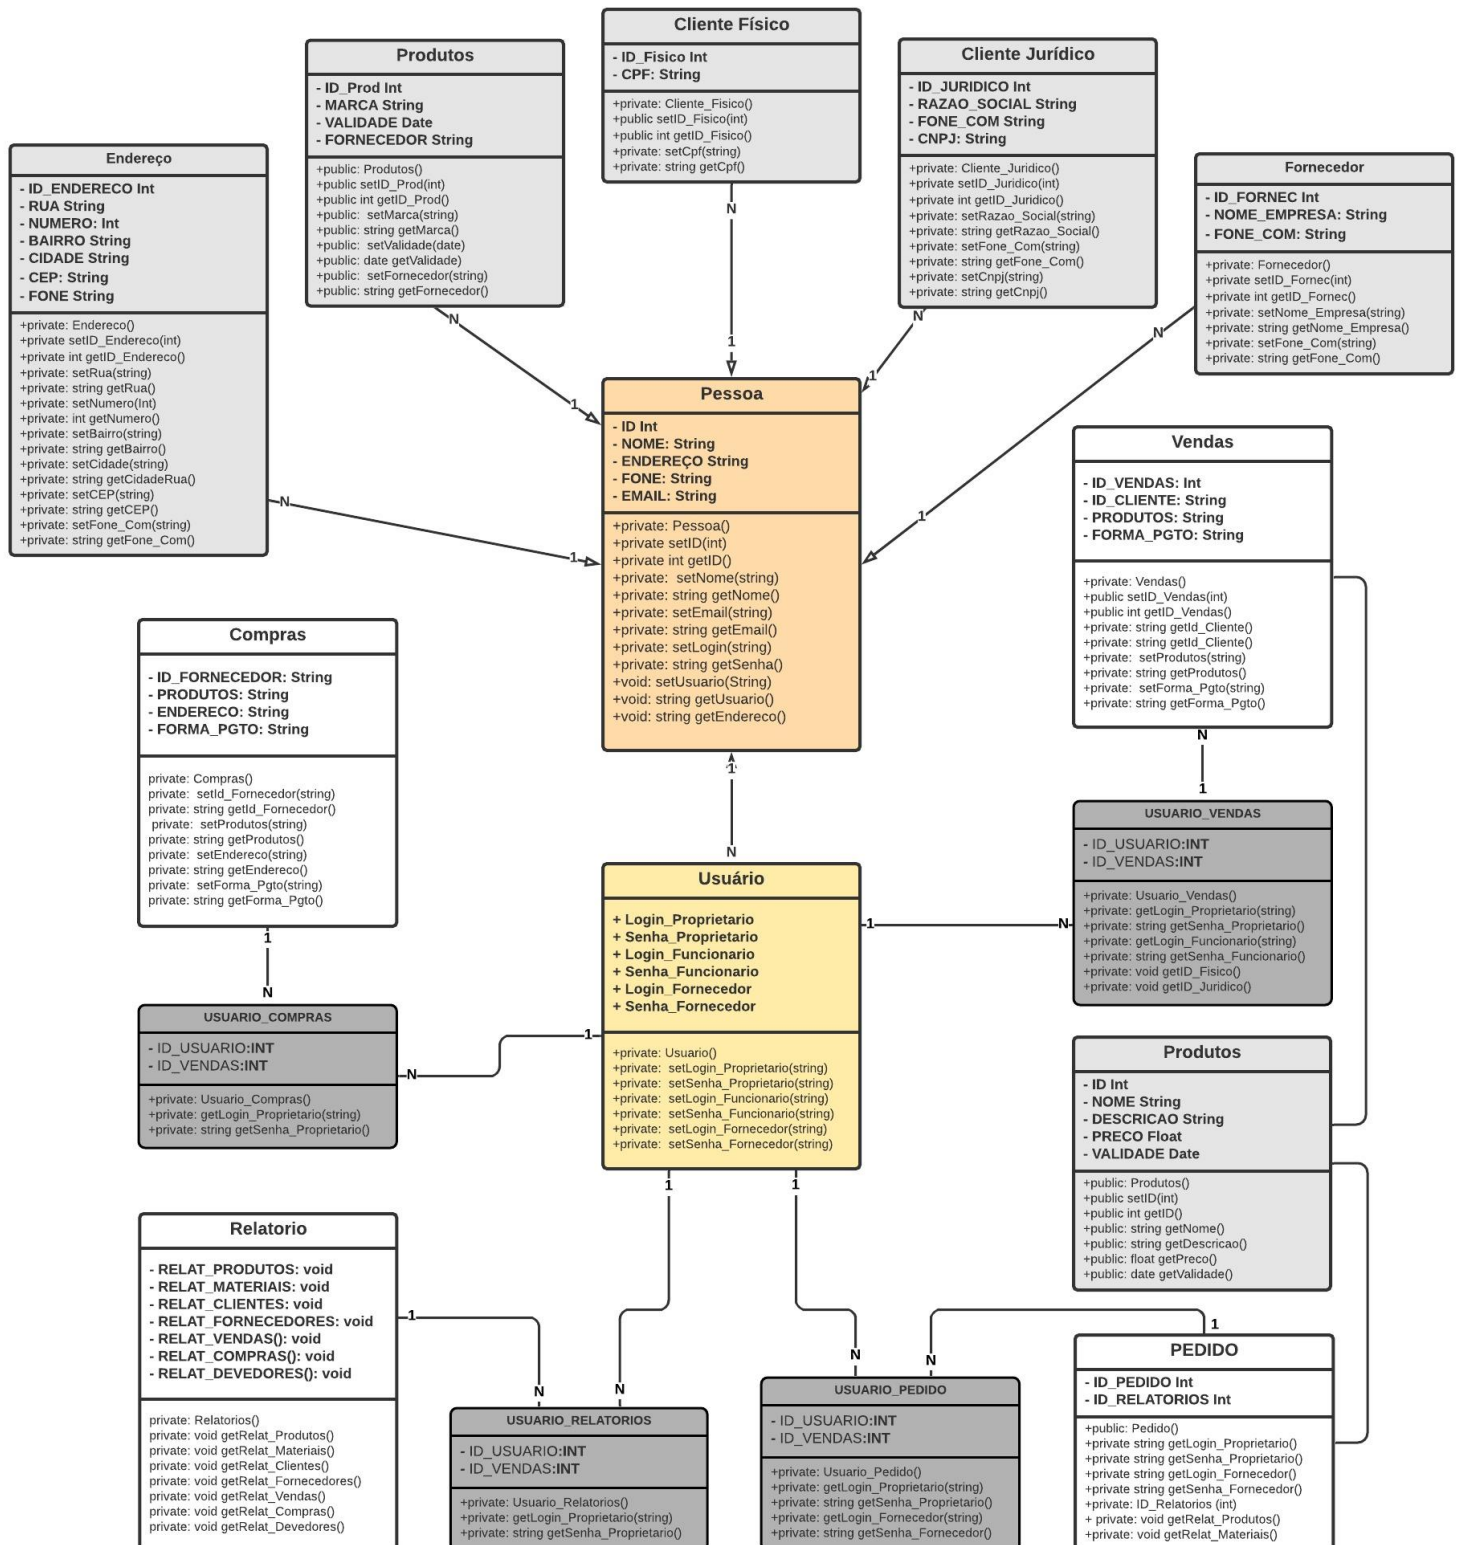 Cliente Físico
- ID_Fisico Int
- CPF: String
+private: Cliente_Fisico()
+public setID_Fisico(int)
+public int getID_Fisico()
+private: setCpf(string)
+private: string getCpf()
Produtos
- ID_Prod Int
- MARCA String
- VALIDADE Date
- FORNECEDOR String
+public: Produtos()
+public setID_Prod(int)
+public int getID_Prod()
+public:  setMarca(string)
+public: string getMarca()
+public:  setValidade(date)
+public: date getValidade)
+public:  setFornecedor(string)
+public: string getFornecedor()
Cliente Jurídico
- ID_JURIDICO Int
- RAZAO_SOCIAL String
- FONE_COM String
- CNPJ: String
+private: Cliente_Juridico()
+private setID_Juridico(int)
+private int getID_Juridico()
+private: setRazao_Social(string)
+private: string getRazao_Social()
+private: setFone_Com(string)
+private: string getFone_Com()
+private: setCnpj(string)
+private: string getCnpj()
Endereço
- ID_ENDERECO Int
- RUA String
- NUMERO: Int
- BAIRRO String
- CIDADE String
- CEP: String
- FONE String
+private: Endereco()
+private setID_Endereco(int)
+private int getID_Endereco()
+private: setRua(string)
+private: string getRua()
+private: setNumero(Int)
+private: int getNumero()
+private: setBairro(string)
+private: string getBairro()
+private: setCidade(string)
+private: string getCidadeRua()
+private: setCEP(string)
+private: string getCEP()
+private: setFone_Com(string)
+private: string getFone_Com()
Fornecedor
- ID_FORNEC Int
- NOME_EMPRESA: String
- FONE_COM: String
+private: Fornecedor()
+private setID_Fornec(int)
+private int getID_Fornec()
+private: setNome_Empresa(string)
+private: string getNome_Empresa()
+private: setFone_Com(string)
+private: string getFone_Com()
N
1
N
1
N
1
N
1
N
1
Pessoa
- ID Int
- NOME: String
- ENDEREÇO String
- FONE: String
- EMAIL: String
+private: Pessoa()
+private setID(int)
+private int getID()
+private:  setNome(string)
+private: string getNome()
+private: setEmail(string)
+private: string getEmail()
+private: setLogin(string)
+private: string getSenha()
+void: setUsuario(String)
+void: string getUsuario()
+void: string getEndereco()
1
N
Vendas
- ID_VENDAS: Int
- ID_CLIENTE: String
- PRODUTOS: String
- FORMA_PGTO: String
+private: Vendas()
+public setID_Vendas(int)
+public int getID_Vendas()
+private: string getId_Cliente()
+private: string getId_Cliente()
+private:  setProdutos(string)
+private: string getProdutos()
+private:  setForma_Pgto(string)
+private: string getForma_Pgto()
N
1
Compras
- ID_FORNECEDOR: String
- PRODUTOS: String
- ENDERECO: String
- FORMA_PGTO: String
private: Compras()
private:  setId_Fornecedor(string)
private: string getId_Fornecedor()
private:  setProdutos(string)
private: string getProdutos()
private:  setEndereco(string)
private: string getEndereco()
private:  setForma_Pgto(string)
private: string getForma_Pgto()
1
N
USUARIO_VENDAS
- ID_USUARIO:INT
- ID_VENDAS:INT
+private: Usuario_Vendas()
+private: getLogin_Proprietario(string)
+private: string getSenha_Proprietario()
+private: getLogin_Funcionario(string)
+private: string getSenha_Funcionario()
+private: void getID_Fisico()
+private: void getID_Juridico()
Usuário
+ Login_Proprietario
+ Senha_Proprietario
+ Login_Funcionario
+ Senha_Funcionario
+ Login_Fornecedor
+ Senha_Fornecedor
+private: Usuario()
+private:  setLogin_Proprietario(string)
+private:  setSenha_Proprietario(string)
+private:  setLogin_Funcionario(string)
+private:  setSenha_Funcionario(string)
+private:  setLogin_Fornecedor(string)
+private:  setSenha_Fornecedor(string)
1
N
1
N
1
1
USUARIO_COMPRAS
- ID_USUARIO:INT
- ID_VENDAS:INT
+private: Usuario_Compras()
+private: getLogin_Proprietario(string)
+private: string getSenha_Proprietario()
Produtos
- ID Int
- NOME String
- DESCRICAO String
- PRECO Float
- VALIDADE Date
+public: Produtos()
+public setID(int)
+public int getID()
+public: string getNome()
+public: string getDescricao()
+public: float getPreco()
+public: date getValidade()
Relatorio
- RELAT_PRODUTOS: void
- RELAT_MATERIAIS: void
- RELAT_CLIENTES: void
- RELAT_FORNECEDORES: void
- RELAT_VENDAS(): void
- RELAT_COMPRAS(): void
- RELAT_DEVEDORES(): void
private: Relatorios()
private: void getRelat_Produtos()
private: void getRelat_Materiais()
private: void getRelat_Clientes()
private: void getRelat_Fornecedores()
private: void getRelat_Vendas()
private: void getRelat_Compras()
private: void getRelat_Devedores()
1
N
N
N
N
1
USUARIO_RELATORIOS
- ID_USUARIO:INT
- ID_VENDAS:INT
+private: Usuario_Relatorios()
+private: getLogin_Proprietario(string)
+private: string getSenha_Proprietario()
USUARIO_PEDIDO
- ID_USUARIO:INT
- ID_VENDAS:INT
+private: Usuario_Pedido()
+private: getLogin_Proprietario(string)
+private: string getSenha_Proprietario()
+private: getLogin_Fornecedor(string)
+private: string getSenha_Fornecedor()
PEDIDO
- ID_PEDIDO Int
- ID_RELATORIOS Int
+public: Pedido()
+private string getLogin_Proprietario()
+private: string getSenha_Proprietario()
+private: string getLogin_Fornecedor()
+private string getSenha_Fornecedor()
+private: ID_Relatorios (int)
+ private: void getRelat_Produtos()
+private: void getRelat_Materiais()